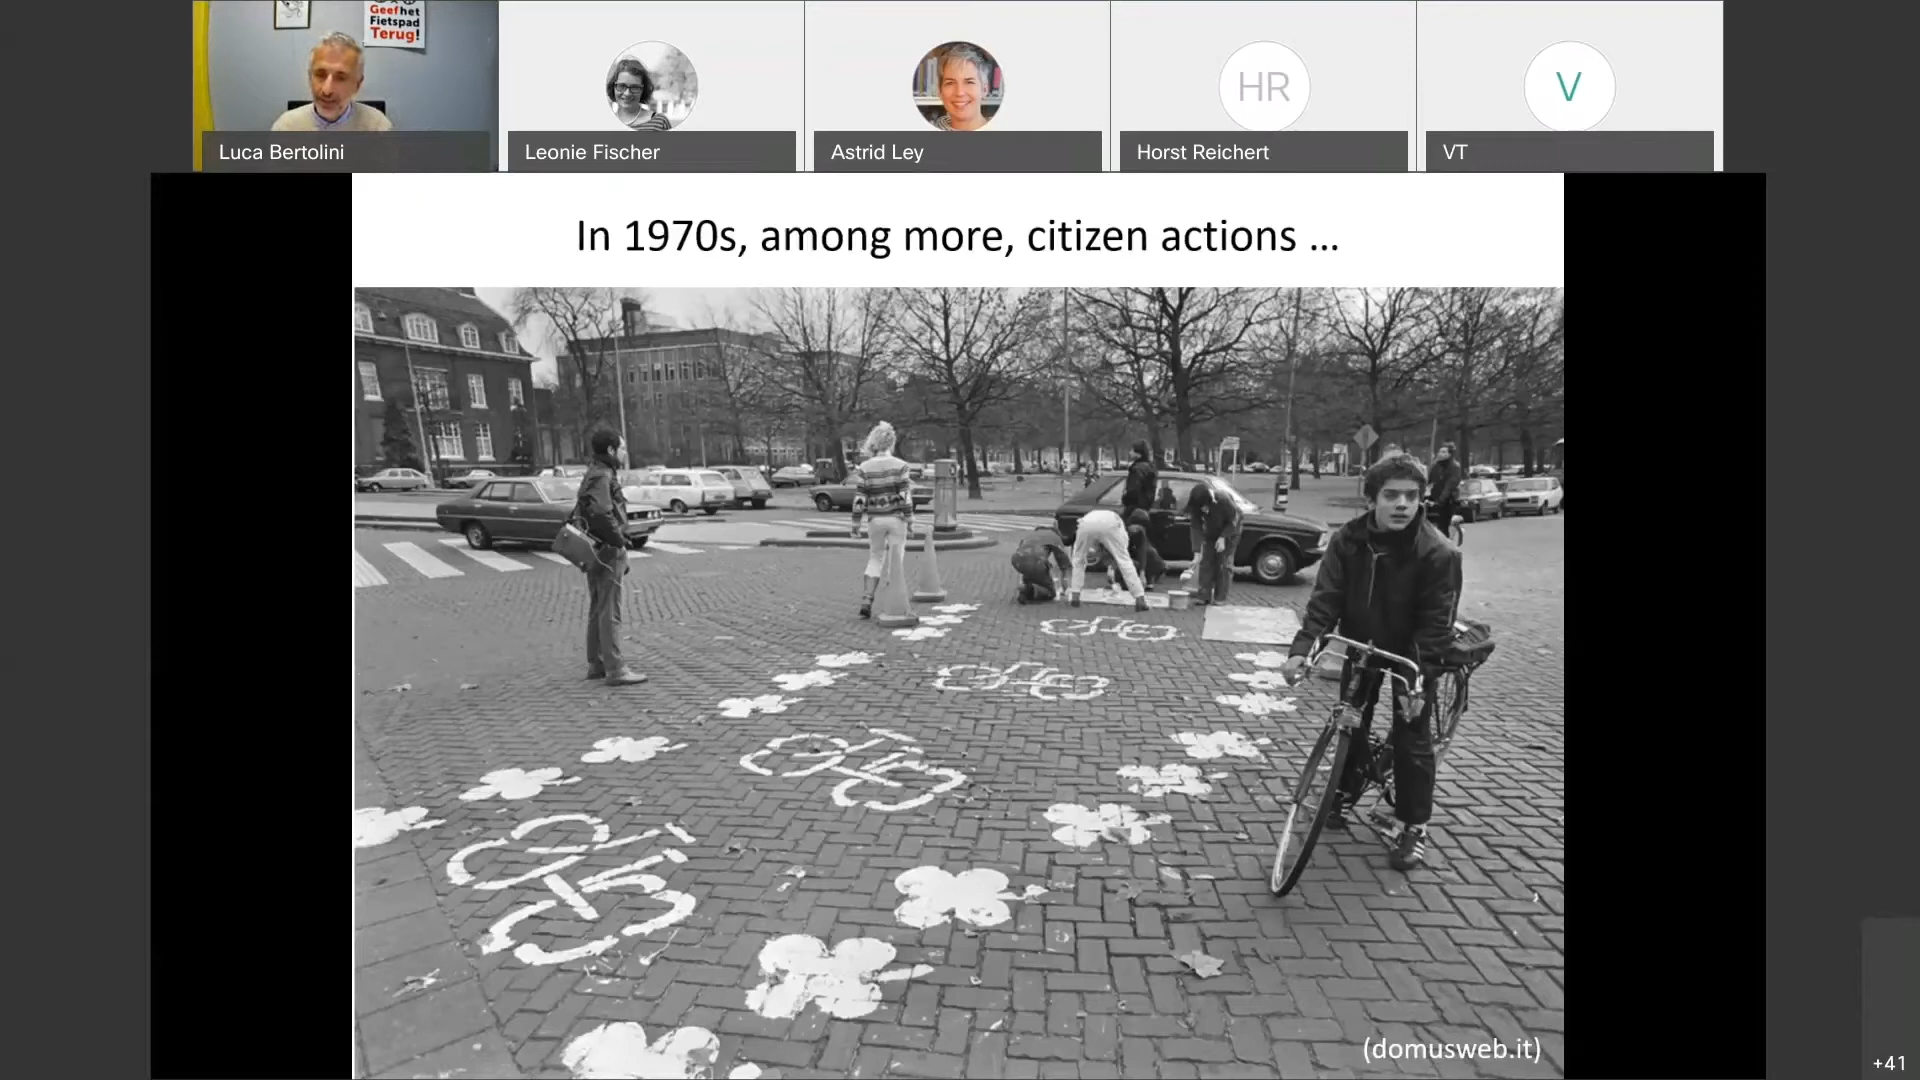 Geef het
Fietspad
Terug!
HR
V
Luca Bertolini
Leonie Fischer
Astrid Ley
Horst Reichert
VT
In 1970s, among more, citizen actions ...
(domusweb.it)
+41